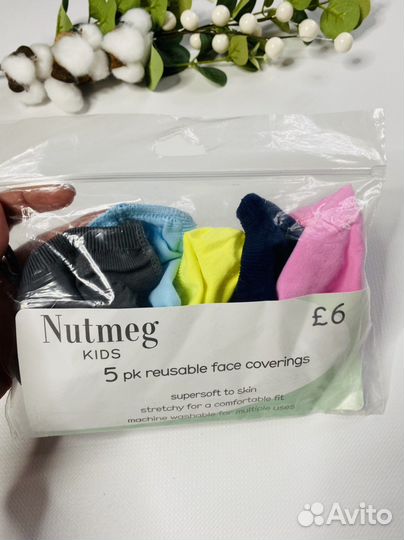 Nutmeg
KIDS
£6
5 pk reusable face coverings
supersoft to skin
stretchy for a comfortable fit
machine washable for multiple uses
Avito